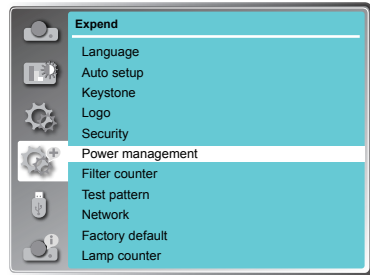 Expend
Language
Auto setup
Keystone
Logo
Security
Power management
Filter counter
Test pattern
Network
Factory default
Lamp counter